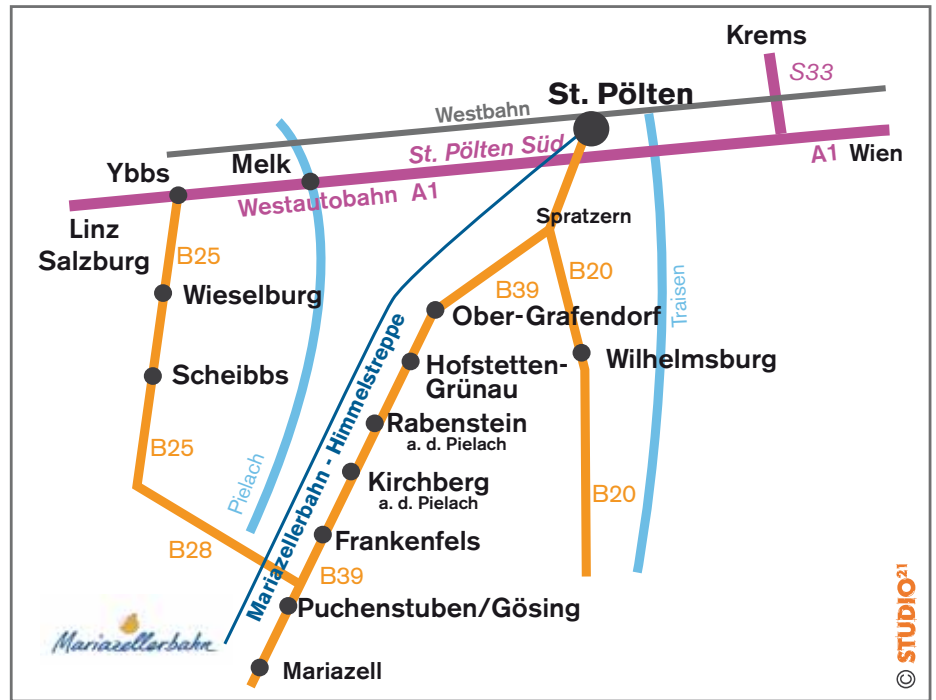 Krems
S33
St. Pölten
Westbahn
St. Pölten Süd
A1 Wien
Ybbs
Melk
Westautobahn A1
Linz
Salzburg
Spratzern
B25
B20
B39
Wieselburg
Ober-Grafendorf
Traisen
Wilhelmsburg
Scheibbs
Hofstetten-
Grünau
Rabenstein
a. d. Pielach
B25
Pielach
Mariazellerbahn - Himmelstreppe
Kirchberg
a. d. Pielach
B20
B28
Frankenfels
B39
Puchenstuben/Gösing
Mariazellerbahn
Mariazell
© STUDIO21